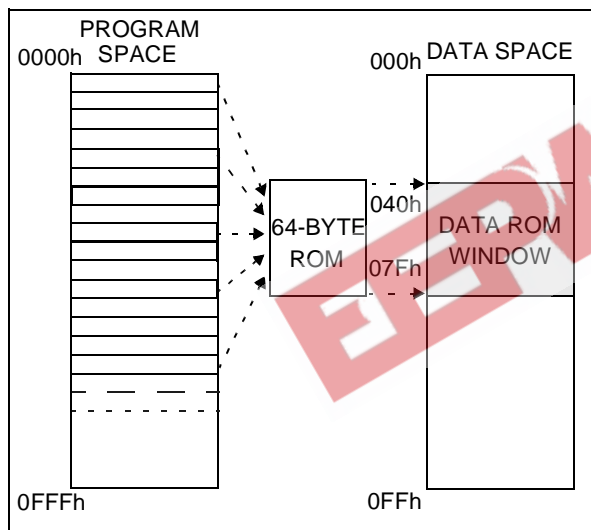 PROGRAM
SPACE
0000h
DATA SPACE
000h
64-BYTE
ROM
040h
07Fh
DATA ROM
WINDOW
0FFFh
0FFh